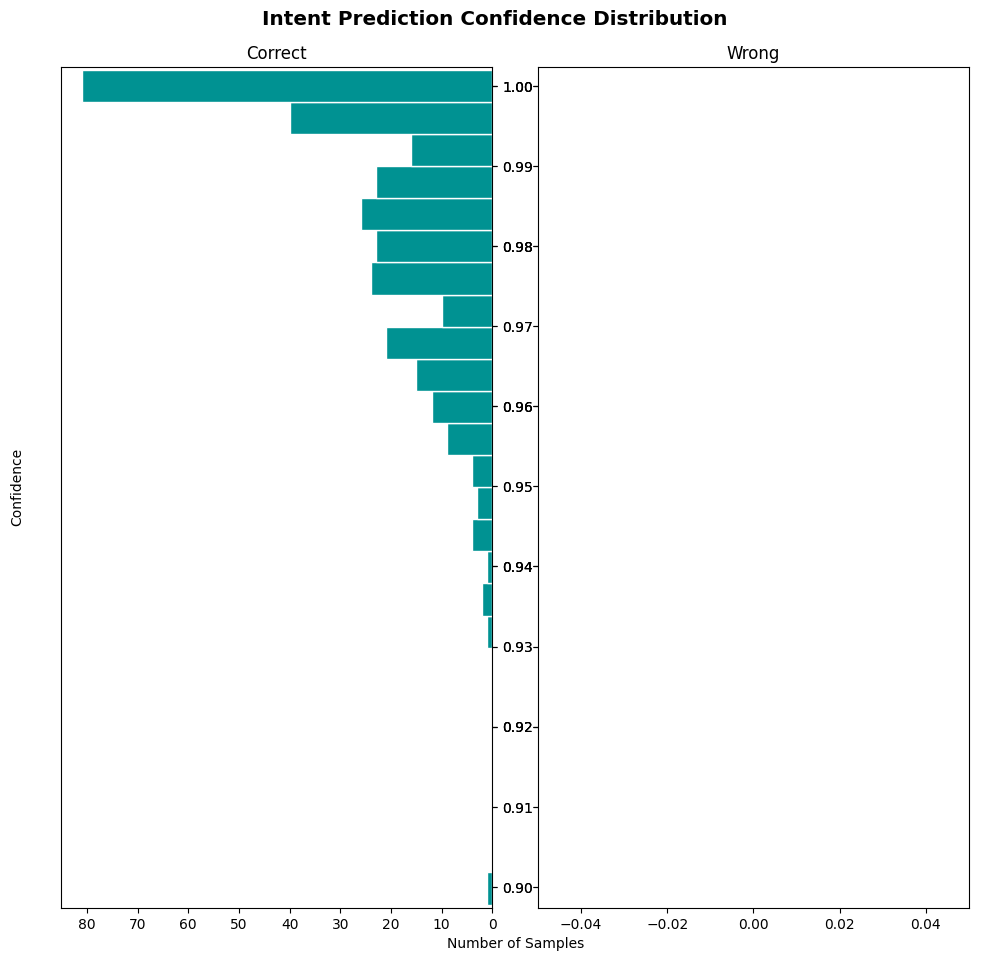 Intent Prediction Confidence Distribution
Correct
Wrong
Confidence
1.00
0.99
0.98
0.97
0.96
0.95
0.94
0.93
0.92
0.91
0.90
80 70 60 50 40 30 20 10 0
−0.04 −0.02 0.00 0.02 0.04
Number of Samples